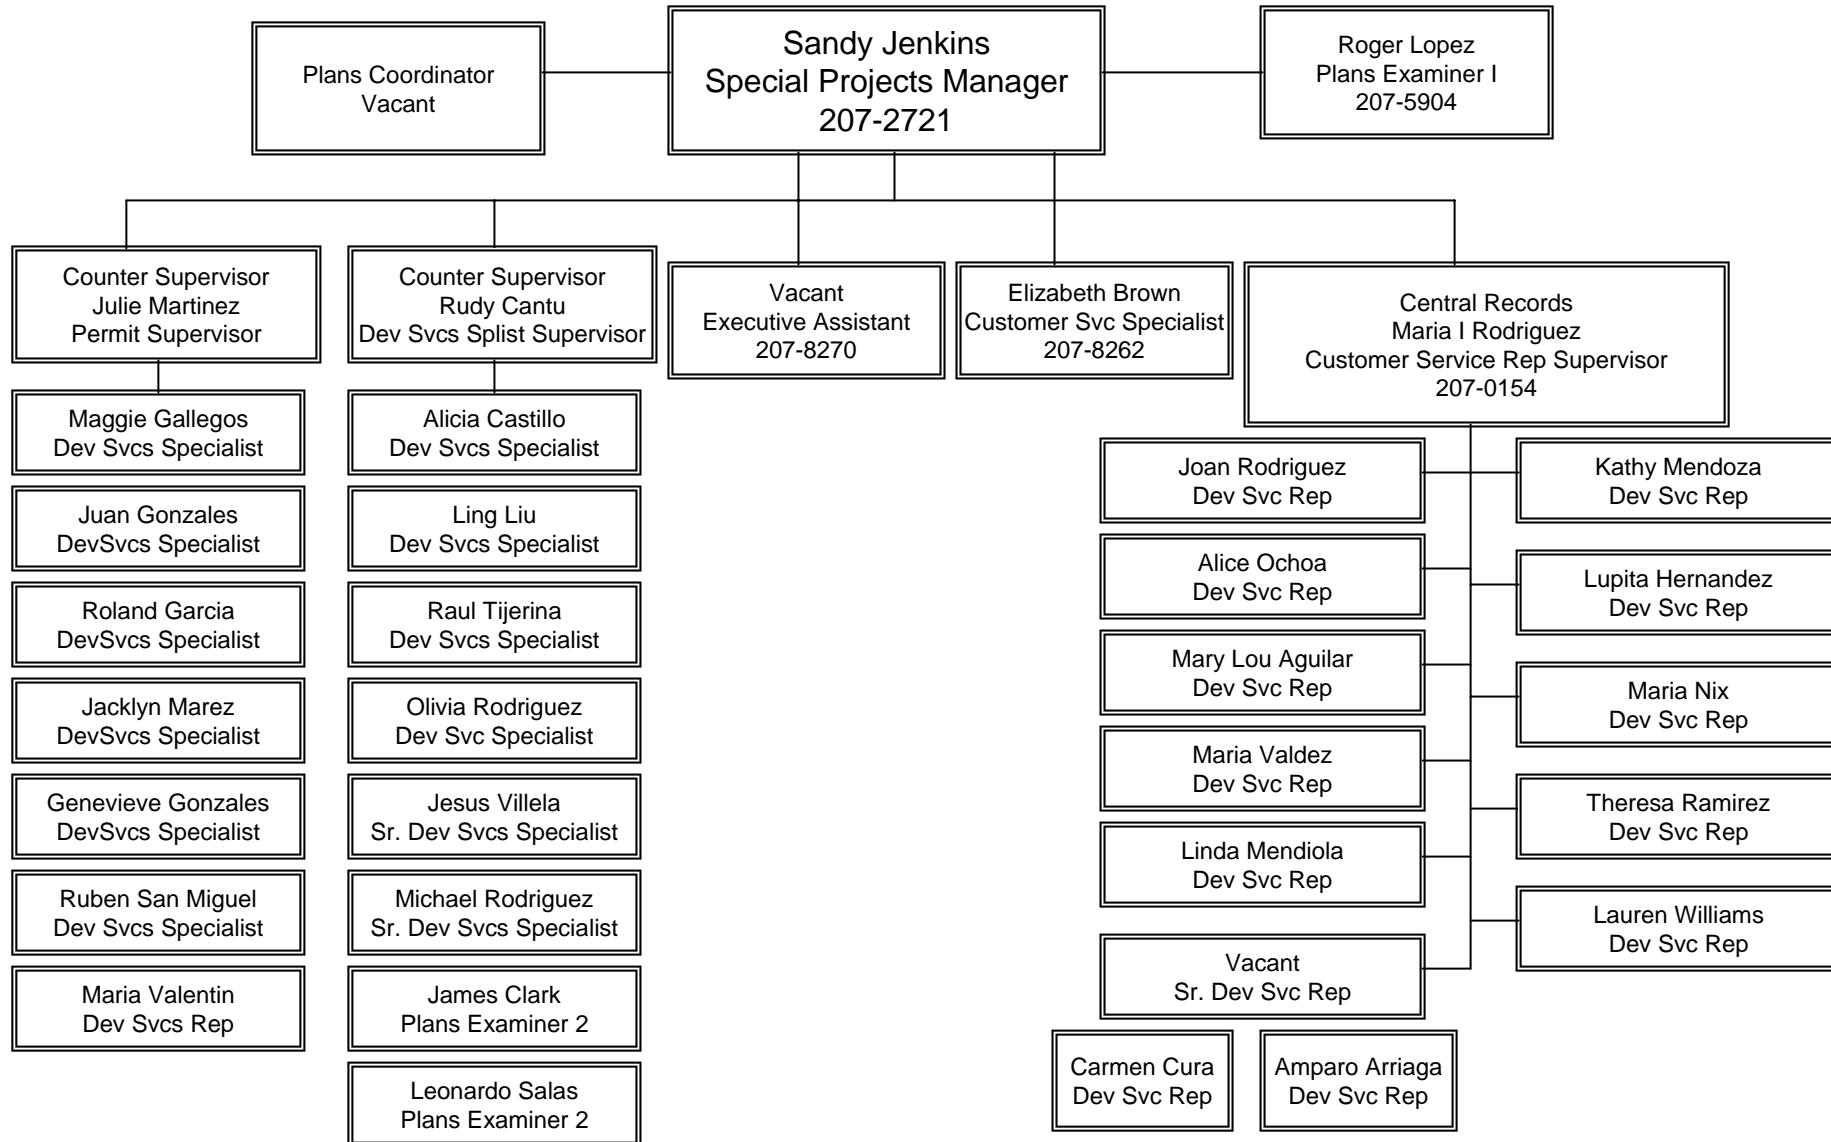 Plans Coordinator
Vacant
Sandy Jenkins
Special Projects Manager
207-2721
Roger Lopez
Plans Examiner I
207-5904
Counter Supervisor
Julie Martinez
Permit Supervisor
Counter Supervisor
Rudy Cantu
Dev Svcs Splist Supervisor
Vacant
Executive Assistant
207-8270
Elizabeth Brown
Customer Svc Specialist
207-8262
Central Records
Maria I Rodriguez
Customer Service Rep Supervisor
207-0154
Maggie Gallegos
Dev Svcs Specialist
Juan Gonzales
DevSvcs Specialist
Roland Garcia
DevSvcs Specialist
Jacklyn Marez
DevSvcs Specialist
Genevieve Gonzales
DevSvcs Specialist
Ruben San Miguel
Dev Svcs Specialist
Maria Valentin
Dev Svcs Rep
Alicia Castillo
Dev Svcs Specialist
Ling Liu
Dev Svcs Specialist
Raul Tijerina
Dev Svcs Specialist
Olivia Rodriguez
Dev Svc Specialist
Jesus Villela
Sr. Dev Svcs Specialist
Michael Rodriguez
Sr. Dev Svcs Specialist
James Clark
Plans Examiner 2
Leonardo Salas
Plans Examiner 2
Joan Rodriguez
Dev Svc Rep
Alice Ochoa
Dev Svc Rep
Mary Lou Aguilar
Dev Svc Rep
Maria Valdez
Dev Svc Rep
Linda Mendiola
Dev Svc Rep
Vacant
Sr. Dev Svc Rep
Kathy Mendoza
Dev Svc Rep
Lupita Hernandez
Dev Svc Rep
Maria Nix
Dev Svc Rep
Theresa Ramirez
Dev Svc Rep
Lauren Williams
Dev Svc Rep
Carmen Cura
Dev Svc Rep
Amparo Arriaga
Dev Svc Rep